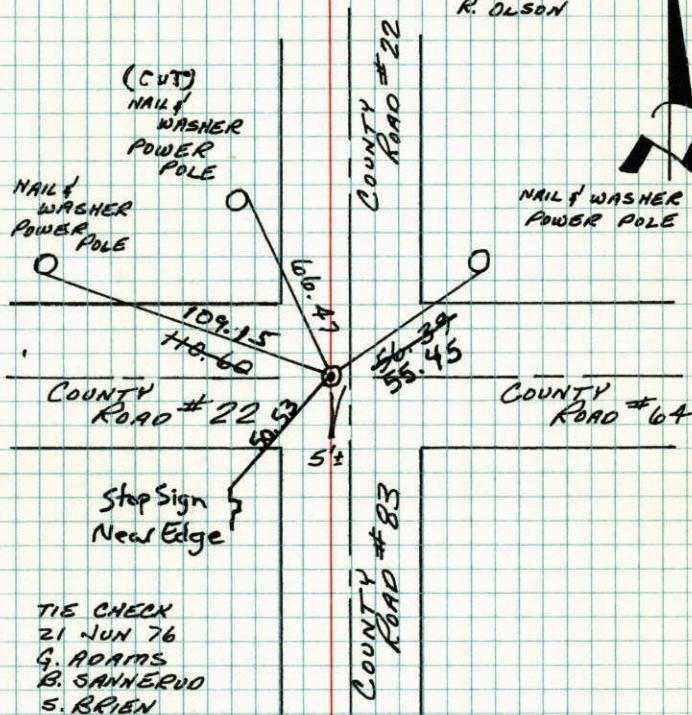 R. OLSON
COUNTY
ROAD #22
(CUT)
NAIL &
WASHER
POWER
POLE
NAIL &
WASHER
POWER
POLE
NAIL & WASHER
POWER POLE
N
66.47
109.15
110.60
56.39
55.45
COUNTY
ROAD #22
COUNTY
ROAD #64
50.53
5'±
Stop Sign
Near Edge
COUNTY
ROAD #83
TIE CHECK
21 JUN 76
G. ADAMS
B. SANNERUD
S. BRIEN